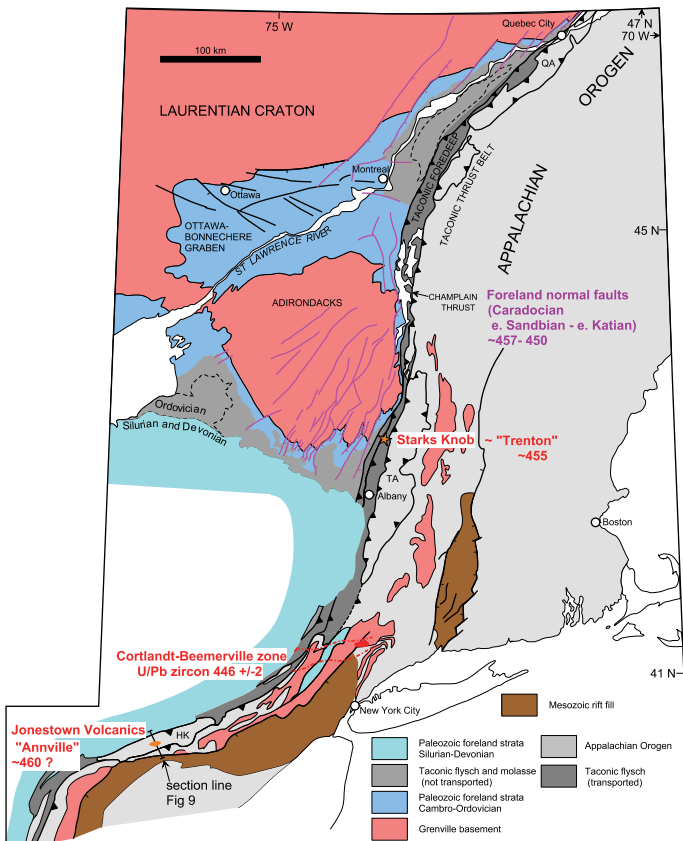 75 W
47 N
70 W
Quebec City
100 km
QA
OROGEN
LAURENTIAN CRATON
Montreal
TACONIC FOREDEEP
TACONIC THRUST BELT
APPALACHIAN
Ottawa
OTTAWA-
BONNECHERE
GRABEN
ST LAWRENCE RIVER
45 N
ADIRONDACKS
CHAMPLAIN
THRUST
Foreland normal faults
(Caradocian
e. Sandbian - e. Katian)
~457- 450
Ordovician
Silurian and Devonian
Starks Knob ~ "Trenton"
~455
TA
Albany
Boston
Cortlandt-Beemerville zone
U/Pb zircon 446 +/-2
41 N
New York City
Jonestown Volcanics
"Annville"
~460 ?
HK
section line
Fig 9
Mesozoic rift fill
Paleozoic foreland strata
Silurian-Devonian
Appalachian Orogen
Taconic flysch and molasse
(not transported)
Taconic flysch
(transported)
Paleozoic foreland strata
Cambro-Ordovician
Grenville basement